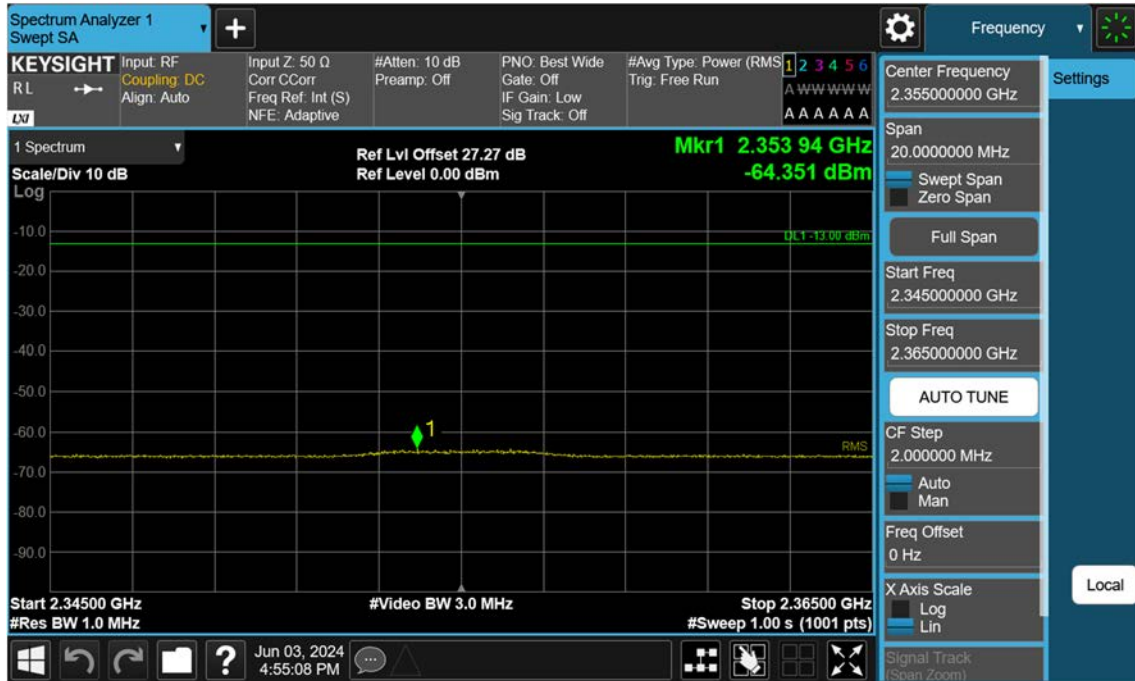 Spectrum Analyzer 1
Swept SA
Frequency
KEYSIGHT
R L
LXI
Input: RF
Coupling: DC
Align: Auto
Input Z: 50 Ω
Corr CCorr
Freq Ref: Int (S)
NFE: Adaptive
#Atten: 10 dB
Preamp: Off
PNO: Best Wide
Gate: Off
IF Gain: Low
Sig Track: Off
#Avg Type: Power (RMS
Trig: Free Run
1 2 3 4 5 6
A W W W W W
A A A A A A
1 Spectrum
Scale/Div 10 dB
Log
Ref Lvl Offset 27.27 dB
Ref Level 0.00 dBm
Mkr1 2.353 94 GHz
-64.351 dBm
-10.0
-20.0
-30.0
-40.0
-50.0
-60.0
-70.0
-80.0
-90.0
DL1 -13.00 dBm
1
RMS
Start 2.34500 GHz
#Res BW 1.0 MHz
#Video BW 3.0 MHz
Stop 2.36500 GHz
#Sweep 1.00 s (1001 pts)
Center Frequency
2.355000000 GHz
Span
20.0000000 MHz
Swept Span
Zero Span
Full Span
Start Freq
2.345000000 GHz
Stop Freq
2.365000000 GHz
AUTO TUNE
CF Step
2.000000 MHz
Auto
Man
Freq Offset
0 Hz
X Axis Scale
Log
Lin
Signal Track
(Span Zoom)
Settings
Local
?
Jun 03, 2024
4:55:08 PM